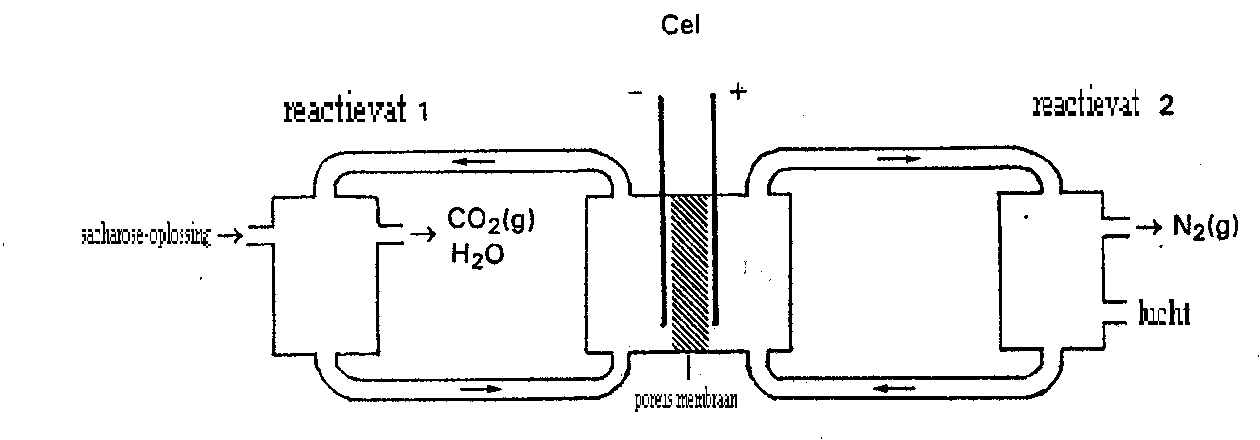 Cel
− +
reactievat 1
reactievat 2
sacharose-oplossing → → CO₂(g)
H₂O
→ N₂(g)
lucht
poreus membraan